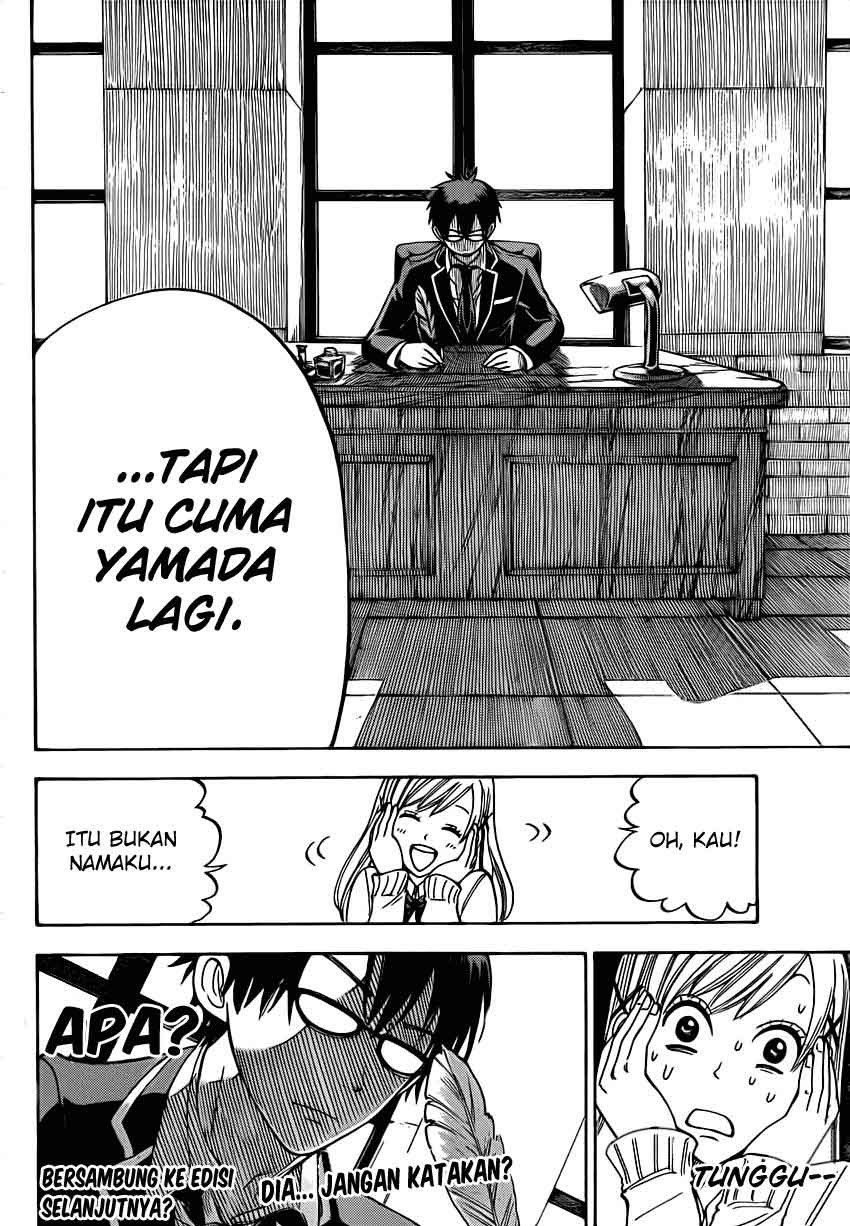 ...TAPI
ITU CUMA
YAMADA
LAGI.
OH, KAU!
ITU BUKAN
NAMAKU...
TUNGGU--
APA?
DIA... JANGAN KATAKAN?
BERSAMBUNG KE EDISI
SELANJUTNYA?